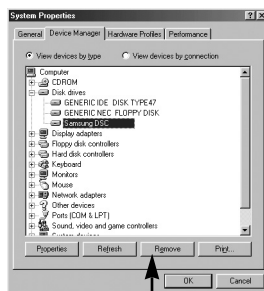 System Properties
General Device Manager Hardware Profiles Performance
View devices by type View devices by connection
Computer
CDROM
Disk drives
GENERIC IDE DISK TYPE47
GENERIC NEC FLOPPY DISK
Samsung DSC
Display adapters
Floppy disk controllers
Hard disk controllers
Keyboard
Monitors
Mouse
Network adapters
Other devices
Ports (COM & LPT)
Sound, video and game controllers
Properties Refresh Remove Print...
OK Cancel